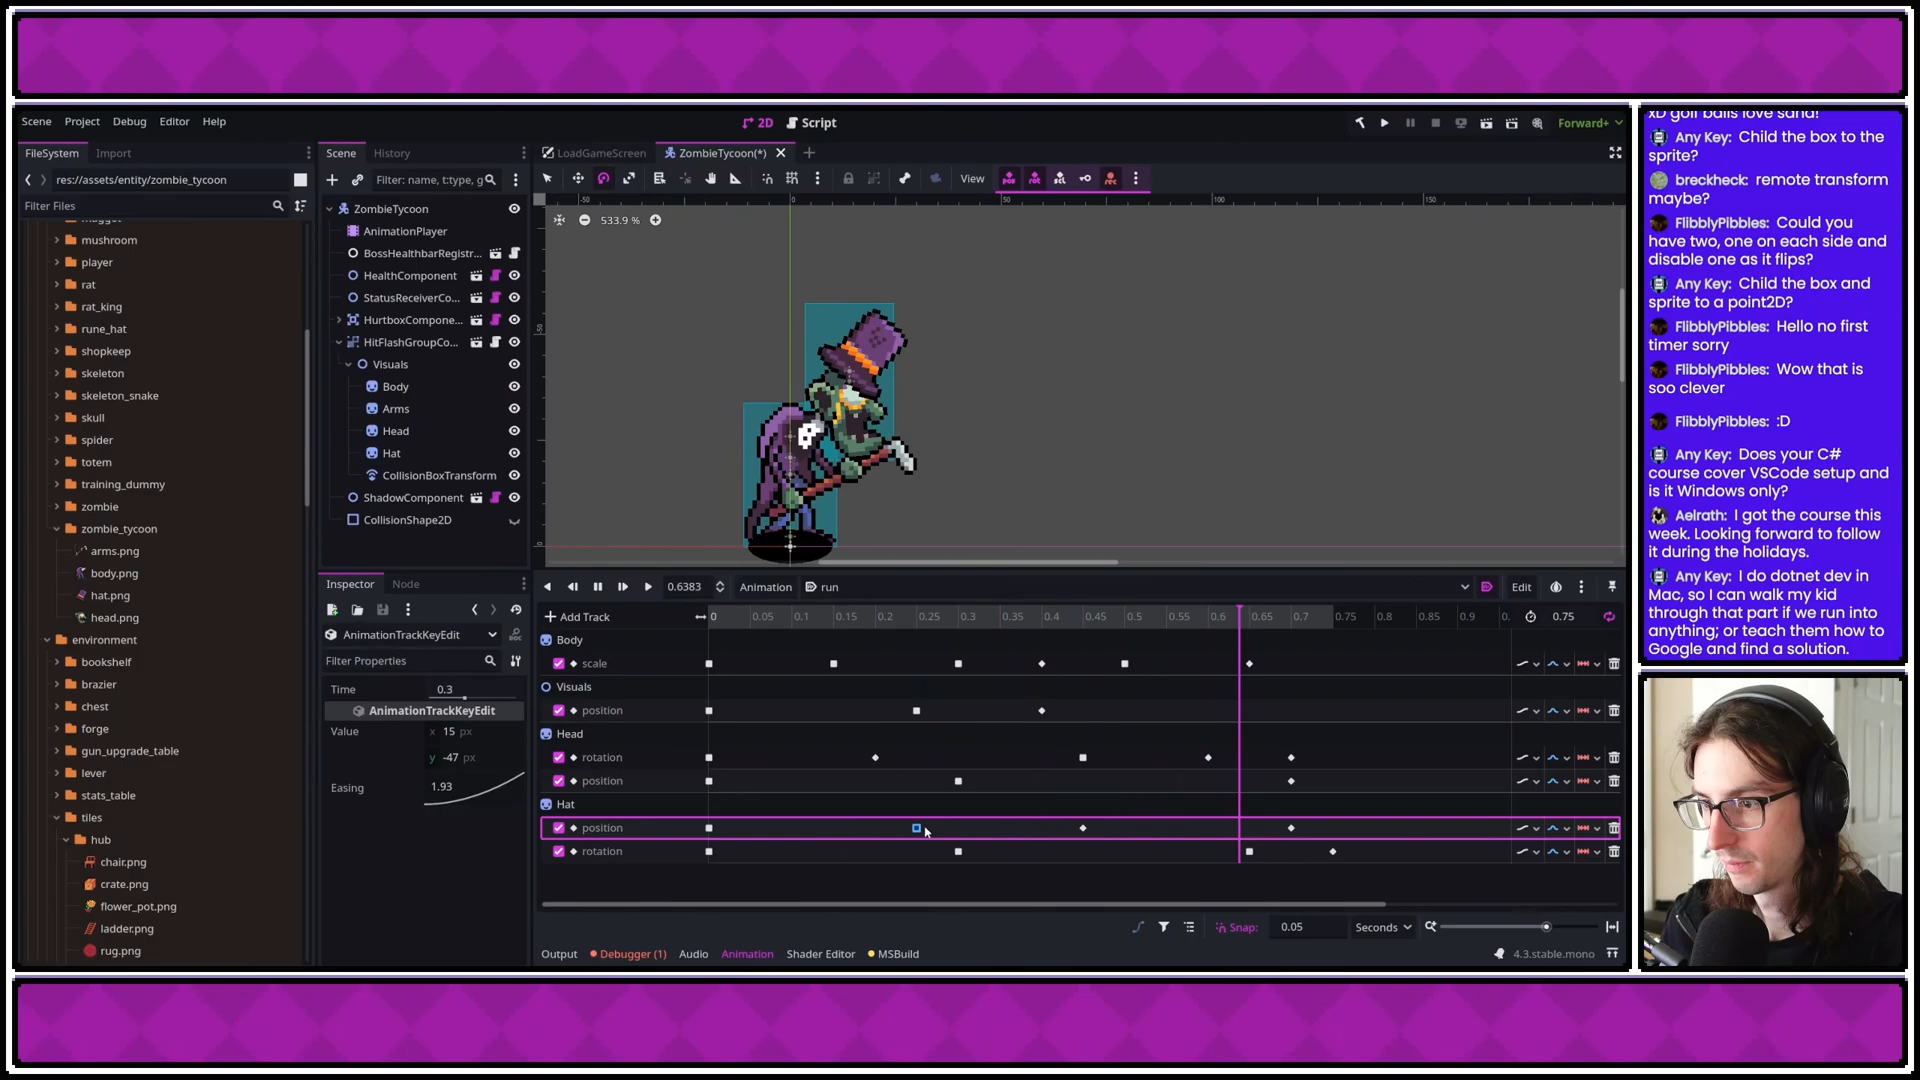 Scene Project Debug Editor Help
2D Script
Forward+
FileSystem Import
Scene History
LoadGameScreen ZombieTycoon(*)
res://assets/entity/zombie_tycoon
Filter: name, t:type, g
View
Filter Files
mushroom
player
rat
rat_king
rune_hat
shopkeep
skeleton
skeleton_snake
skull
spider
totem
training_dummy
zombie
zombie_tycoon
arms.png
body.png
hat.png
head.png
environment
bookshelf
brazier
chest
forge
gun_upgrade_table
lever
stats_table
tiles
hub
chair.png
crate.png
flower_pot.png
ladder.png
rug.png
ZombieTycoon
AnimationPlayer
BossHealthbarRegistr...
HealthComponent
StatusReceiverCo...
HurtboxCompone...
HitFlashGroupCo...
Visuals
Body
Arms
Head
Hat
CollisionBoxTransform
ShadowComponent
CollisionShape2D
Inspector Node
AnimationTrackKeyEdit
Filter Properties
Time 0.3
AnimationTrackKeyEdit
Value x 15 px
y -47 px
Easing 1.93
-50 0 50 100 150
533.9 %
-50
0
0.6383 Animation run Edit
Add Track 0 0.05 0.1 0.15 0.2 0.25 0.3 0.35 0.4 0.45 0.5 0.55 0.6 0.65 0.7 0.75 0.8 0.85 0.9 0. 0.75
Body
scale
Visuals
position
Head
rotation
position
Hat
position
rotation
Snap: 0.05 Seconds
Output Debugger (1) Audio Animation Shader Editor MSBuild 4.3.stable.mono
xD golf balls love sand!
Any Key: Child the box to the
sprite?
breckheck: remote transform
maybe?
FlibblyPibbles: Could you
have two, one on each side and
disable one as it flips?
Any Key: Child the box and
sprite to a point2D?
FlibblyPibbles: Hello no first
timer sorry
FlibblyPibbles: Wow that is
soo clever
FlibblyPibbles: :D
Any Key: Does your C#
course cover VSCode setup and
is it Windows only?
Aelrath: I got the course this
week. Looking forward to follow
it during the holidays.
Any Key: I do dotnet dev in
Mac, so I can walk my kid
through that part if we run into
anything; or teach them how to
Google and find a solution.